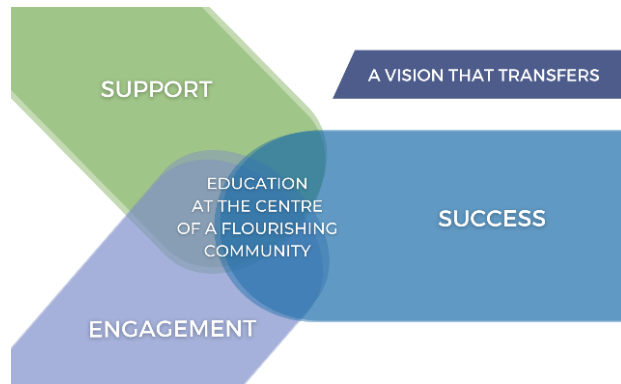 SUPPORT
A VISION THAT TRANSFERS
EDUCATION
AT THE CENTRE
OF A FLOURISHING
COMMUNITY
SUCCESS
ENGAGEMENT